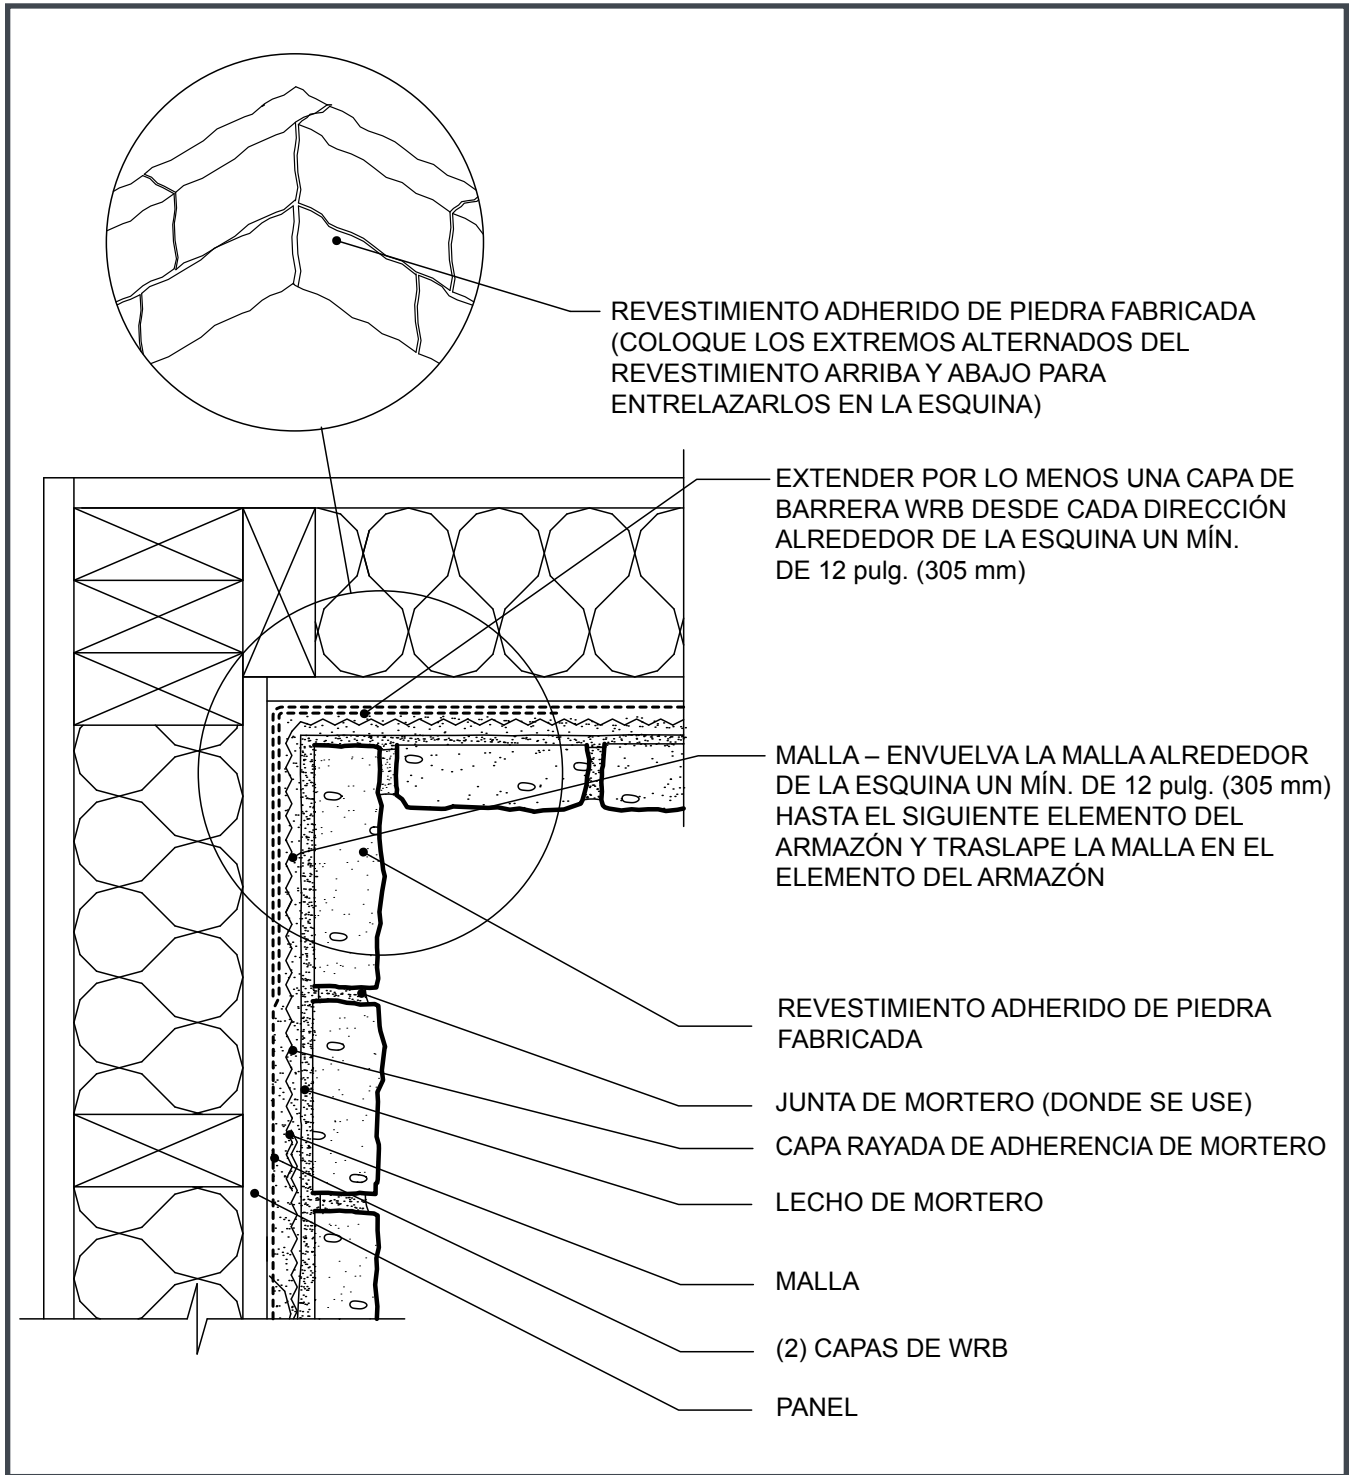 REVESTIMIENTO ADHERIDO DE PIEDRA FABRICADA
(COLOQUE LOS EXTREMOS ALTERNADOS DEL
REVESTIMIENTO ARRIBA Y ABAJO PARA
ENTRELAZARLOS EN LA ESQUINA)
EXTENDER POR LO MENOS UNA CAPA DE
BARRERA WRB DESDE CADA DIRECCIÓN
ALREDEDOR DE LA ESQUINA UN MÍN.
DE 12 pulg. (305 mm)
MALLA – ENVUELVA LA MALLA ALREDEDOR
DE LA ESQUINA UN MÍN. DE 12 pulg. (305 mm)
HASTA EL SIGUIENTE ELEMENTO DEL
ARMAZÓN Y TRASLAPE LA MALLA EN EL
ELEMENTO DEL ARMAZÓN
REVESTIMIENTO ADHERIDO DE PIEDRA
FABRICADA
JUNTA DE MORTERO (DONDE SE USE)
CAPA RAYADA DE ADHERENCIA DE MORTERO
LECHO DE MORTERO
MALLA
(2) CAPAS DE WRB
PANEL